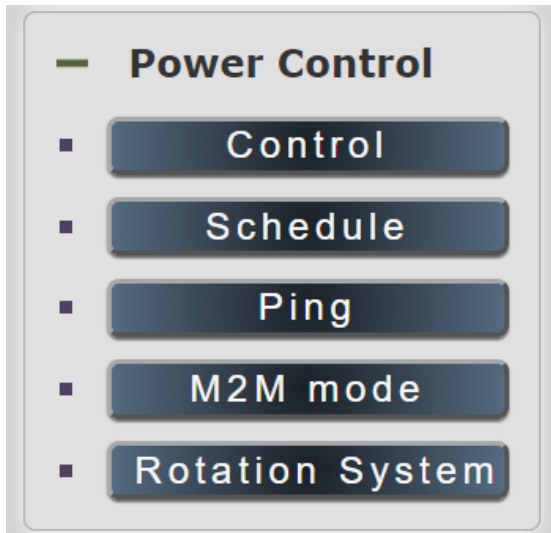 Power Control
Control
Schedule
Ping
M2M mode
Rotation System